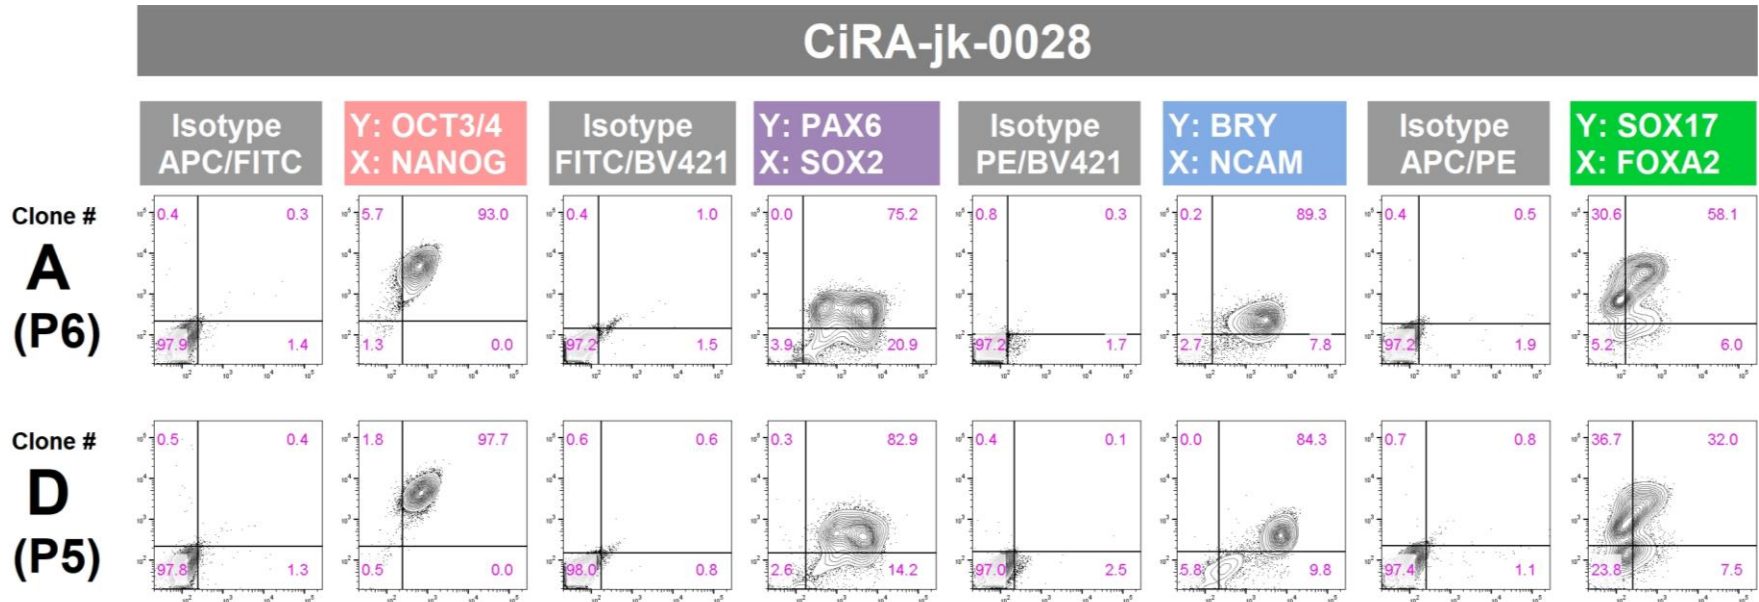 CiRA-jk-0028
Isotype APC/FITC
Y: OCT3/4
X: NANOG
Isotype FITC/BV421
Y: PAX6
X: SOX2
Isotype PE/BV421
Y: BRY
X: NCAM
Isotype APC/PE
Y: SOX17
X: FOXA2
Clone #
A
(P6)
0.4 0.3
97.9 1.4
5.7 93.0
1.3 0.0
0.4 1.0
97.2 1.5
0.0 75.2
3.9 20.9
0.8 0.3
97.2 1.7
0.2 89.3
2.7 7.8
0.4 0.5
97.2 1.9
30.6 58.1
5.2 6.0
Clone #
D
(P5)
0.5 0.4
97.8 1.3
1.8 97.7
0.5 0.0
0.6 0.6
98.0 0.8
0.3 82.9
2.6 14.2
0.4 0.1
97.0 2.5
0.0 84.3
5.8 9.8
0.7 0.8
97.4 1.1
36.7 32.0
23.8 7.5